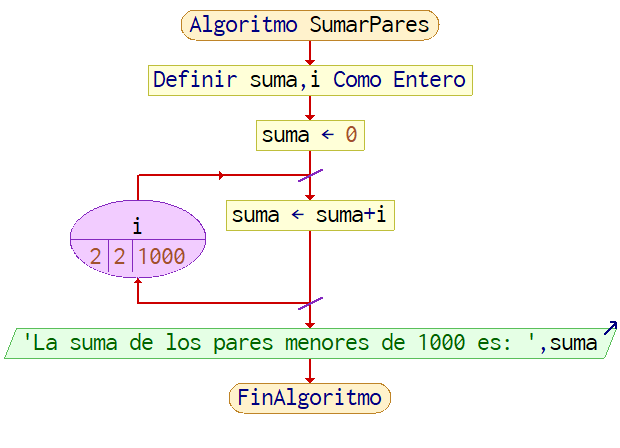 Algoritmo SumarPares
Definir suma,i Como Entero
suma ← 0
suma ← suma+i
i
2 2 1000
'La suma de los pares menores de 1000 es: ',suma
FinAlgoritmo